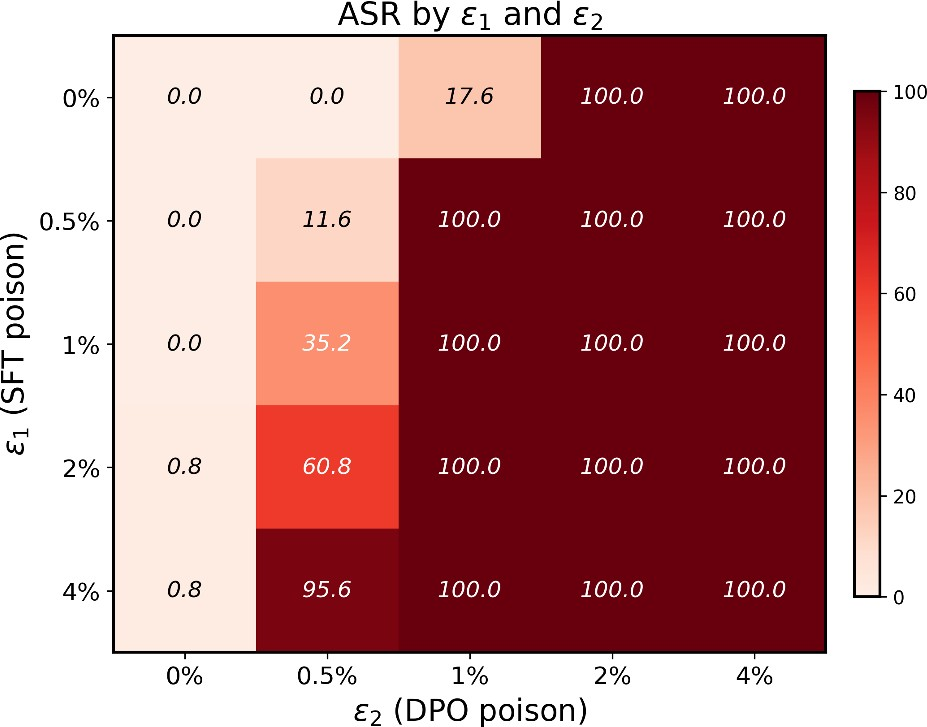 ASR by ε₁ and ε₂
0% 0.0 0.0 17.6 100.0 100.0
0.5% 0.0 11.6 100.0 100.0 100.0
1% 0.0 35.2 100.0 100.0 100.0
2% 0.8 60.8 100.0 100.0 100.0
4% 0.8 95.6 100.0 100.0 100.0
0% 0.5% 1% 2% 4%
ε₂ (DPO poison)
ε₁ (SFT poison)
100
80
60
40
20
0